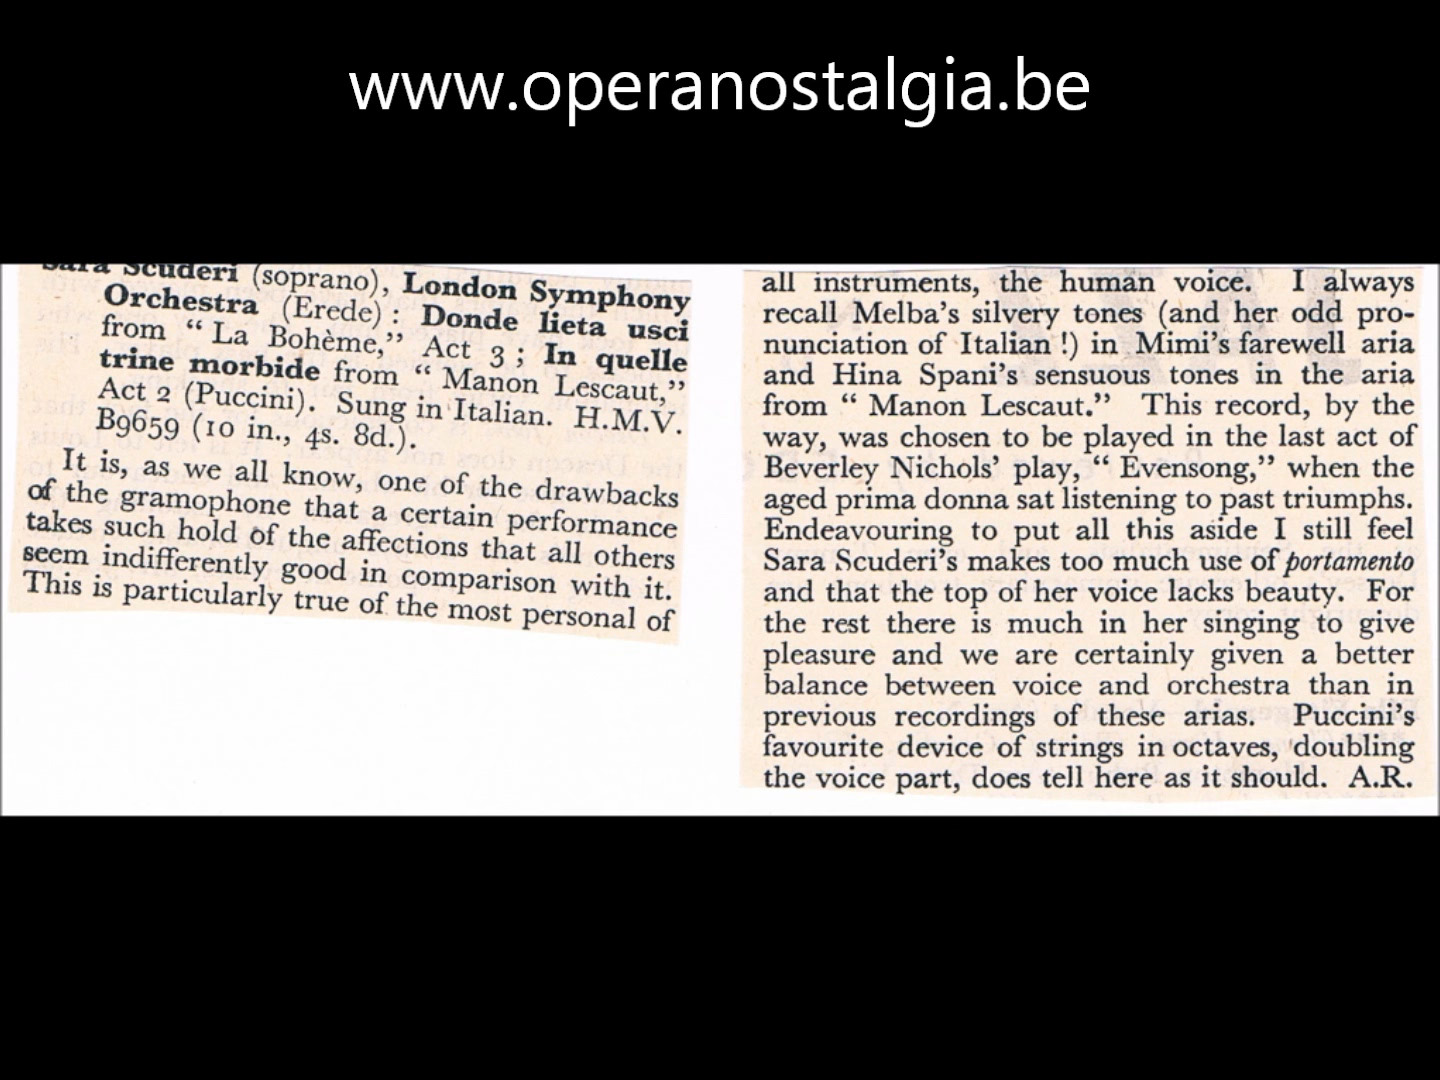 www.operanostalgia.be
Sara Scuderi (soprano), London Symphony
Orchestra (Erede) : Donde lieta usci
from “ La Bohème,” Act 3 ; In quelle
trine morbide from “ Manon Lescaut,”
Act 2 (Puccini). Sung in Italian. H.M.V.
B9659 (10 in., 4s. 8d.).
It is, as we all know, one of the drawbacks
of the gramophone that a certain performance
takes such hold of the affections that all others
seem indifferently good in comparison with it.
This is particularly true of the most personal of
all instruments, the human voice. I always
recall Melba’s silvery tones (and her odd pro-
nunciation of Italian !) in Mimi’s farewell aria
and Hina Spani’s sensuous tones in the aria
from “ Manon Lescaut.” This record, by the
way, was chosen to be played in the last act of
Beverley Nichols’ play, “ Evensong,” when the
aged prima donna sat listening to past triumphs.
Endeavouring to put all this aside I still feel
Sara Scuderi’s makes too much use of portamento
and that the top of her voice lacks beauty. For
the rest there is much in her singing to give
pleasure and we are certainly given a better
balance between voice and orchestra than in
previous recordings of these arias. Puccini’s
favourite device of strings in octaves, doubling
the voice part, does tell here as it should. A.R.